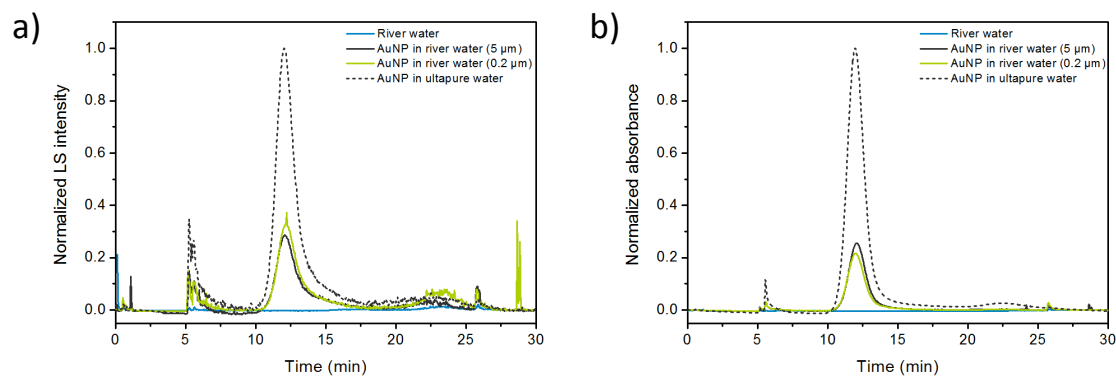 a)
Normalized LS intensity
1.0
0.8
0.6
0.4
0.2
0.0
0
5
10
15
20
25
30
Time (min)
River water
AuNP in river water (5 µm)
AuNP in river water (0.2 µm)
AuNP in ultapure water
b)
Normalized absorbance
1.0
0.8
0.6
0.4
0.2
0.0
0
5
10
15
20
25
30
Time (min)
River water
AuNP in river water (5 µm)
AuNP in river water (0.2 µm)
AuNP in ultapure water